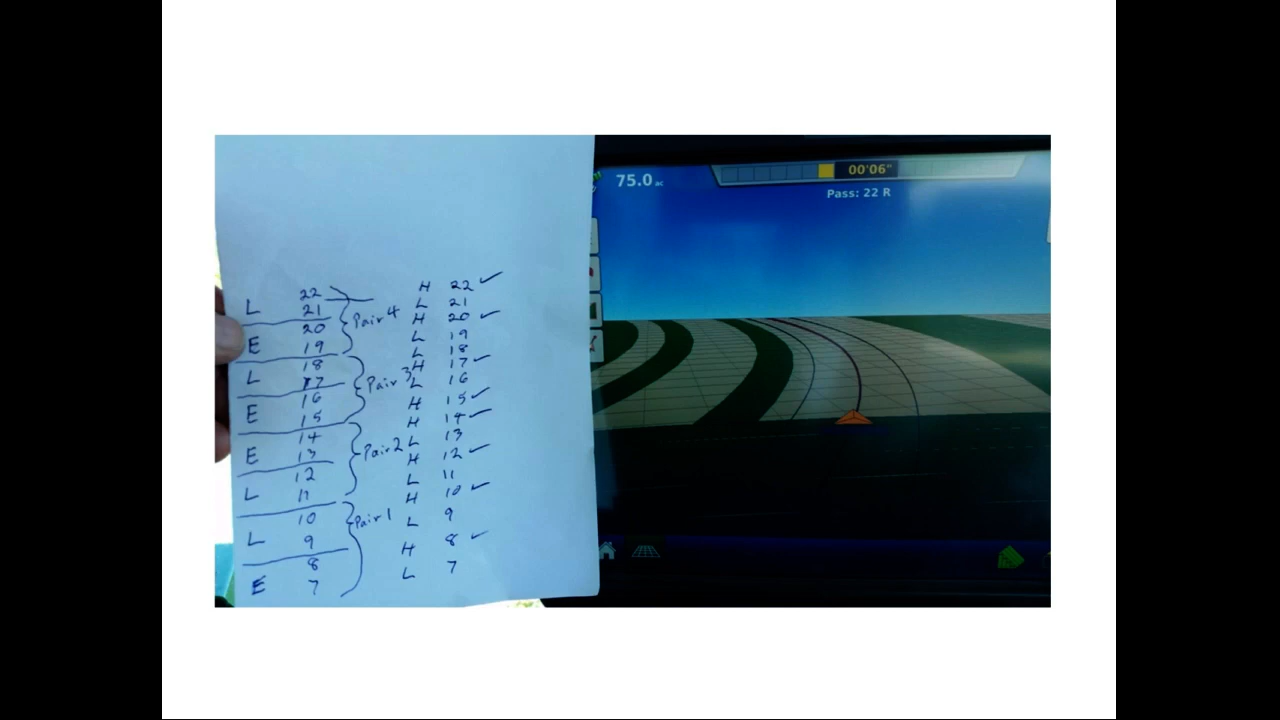 75.0 ac
00'06"
Pass: 22 R
22
L 21
20
E 19
Pair 4
18
L 17
16
E 15
Pair 3
14
E 13
12
L 11
Pair 2
10
L 9
8
E 7
Pair 1
H 22 ✓
L 21
H 20 ✓
L 19
L 18
H 17 ✓
L 16
H 15 ✓
H 14 ✓
L 13
H 12 ✓
L 11
H 10 ✓
L 9
H 8 ✓
L 7